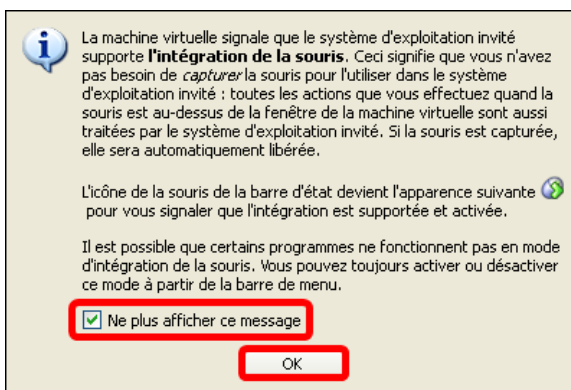 La machine virtuelle signale que le système d'exploitation invité
supporte l'intégration de la souris. Ceci signifie que vous n'avez
pas besoin de capturer la souris pour l'utiliser dans le système
d'exploitation invité : toutes les actions que vous effectuez quand la
souris est au-dessus de la fenêtre de la machine virtuelle sont aussi
traitées par le système d'exploitation invité. Si la souris est capturée,
elle sera automatiquement libérée.
L'icône de la souris de la barre d'état devient l'apparence suivante
pour vous signaler que l'intégration est supportée et activée.
Il est possible que certains programmes ne fonctionnent pas en mode
d'intégration de la souris. Vous pouvez toujours activer ou désactiver
ce mode à partir de la barre de menu.
Ne plus afficher ce message
OK